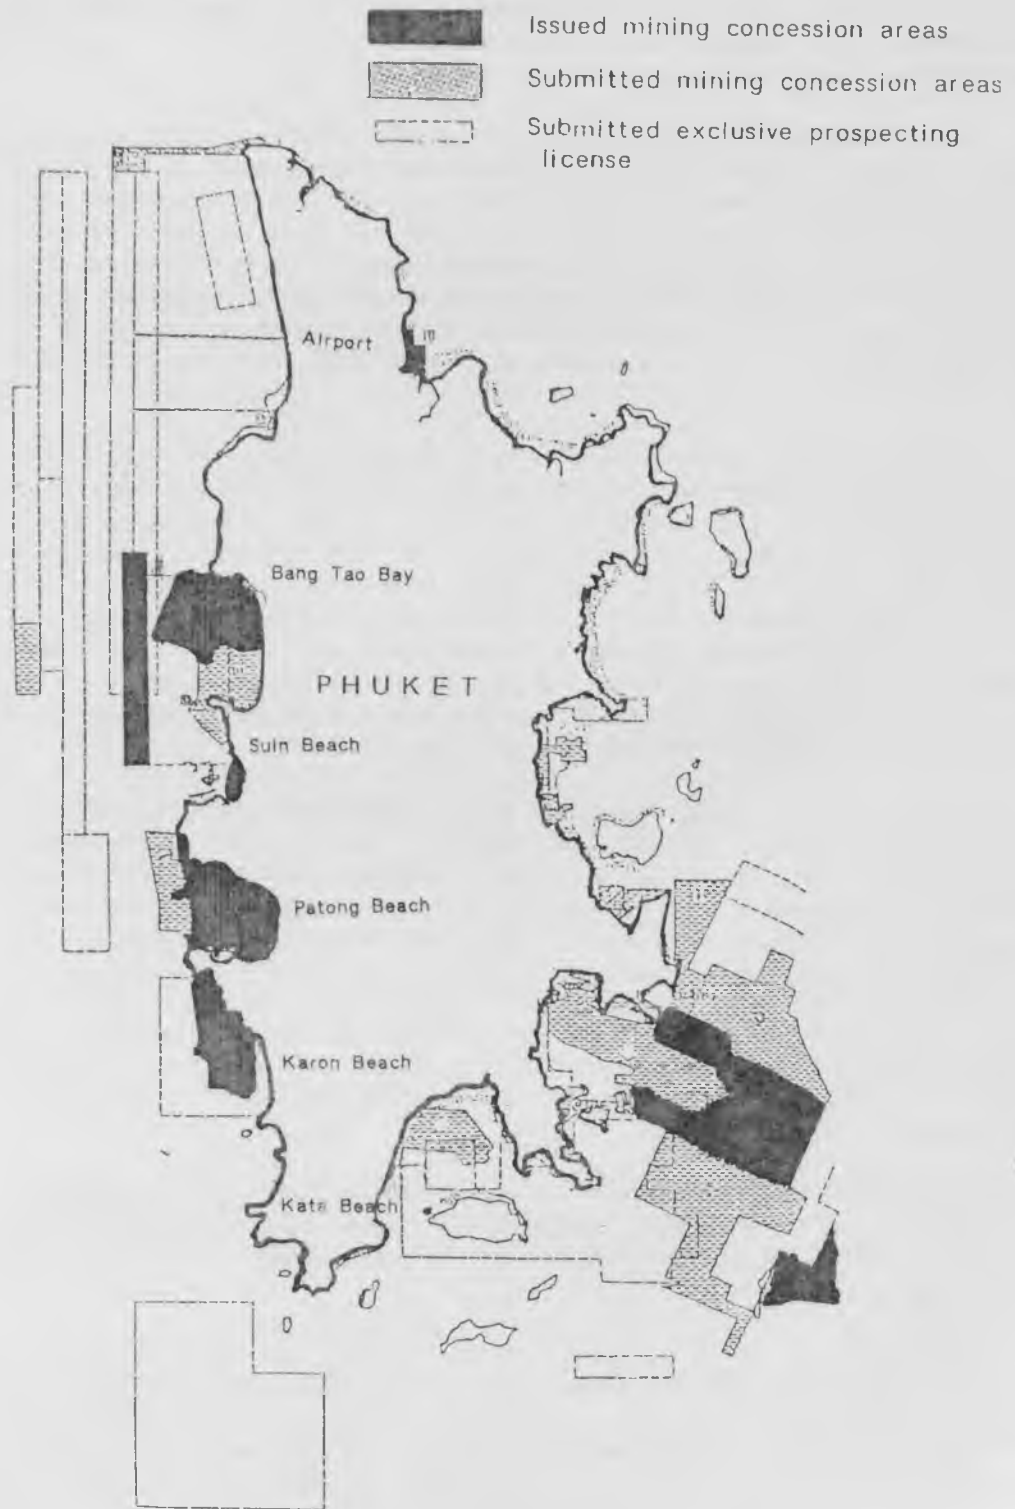 Issued mining concession areas
Submitted mining concession areas
Submitted exclusive prospecting
license
Airport
Bang Tao Bay
PHUKET
Suin Beach
Patong Beach
Karon Beach
Kata Beach